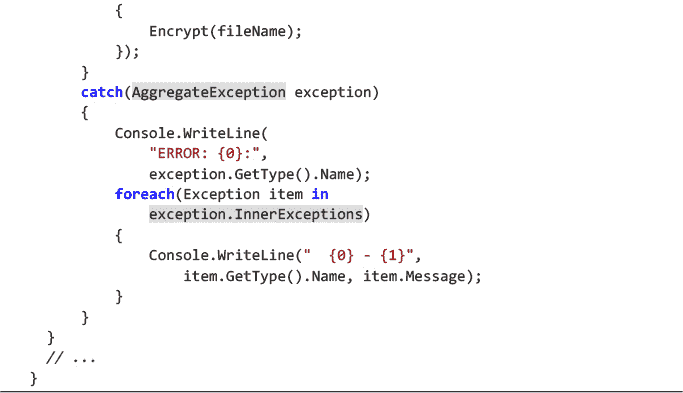 {
Encrypt(fileName);
});
}
catch(AggregateException exception)
{
Console.WriteLine(
"ERROR: {0}:",
exception.GetType().Name);
foreach(Exception item in
exception.InnerExceptions)
{
Console.WriteLine("  {0} - {1}",
item.GetType().Name, item.Message);
}
}
}
// ...
}